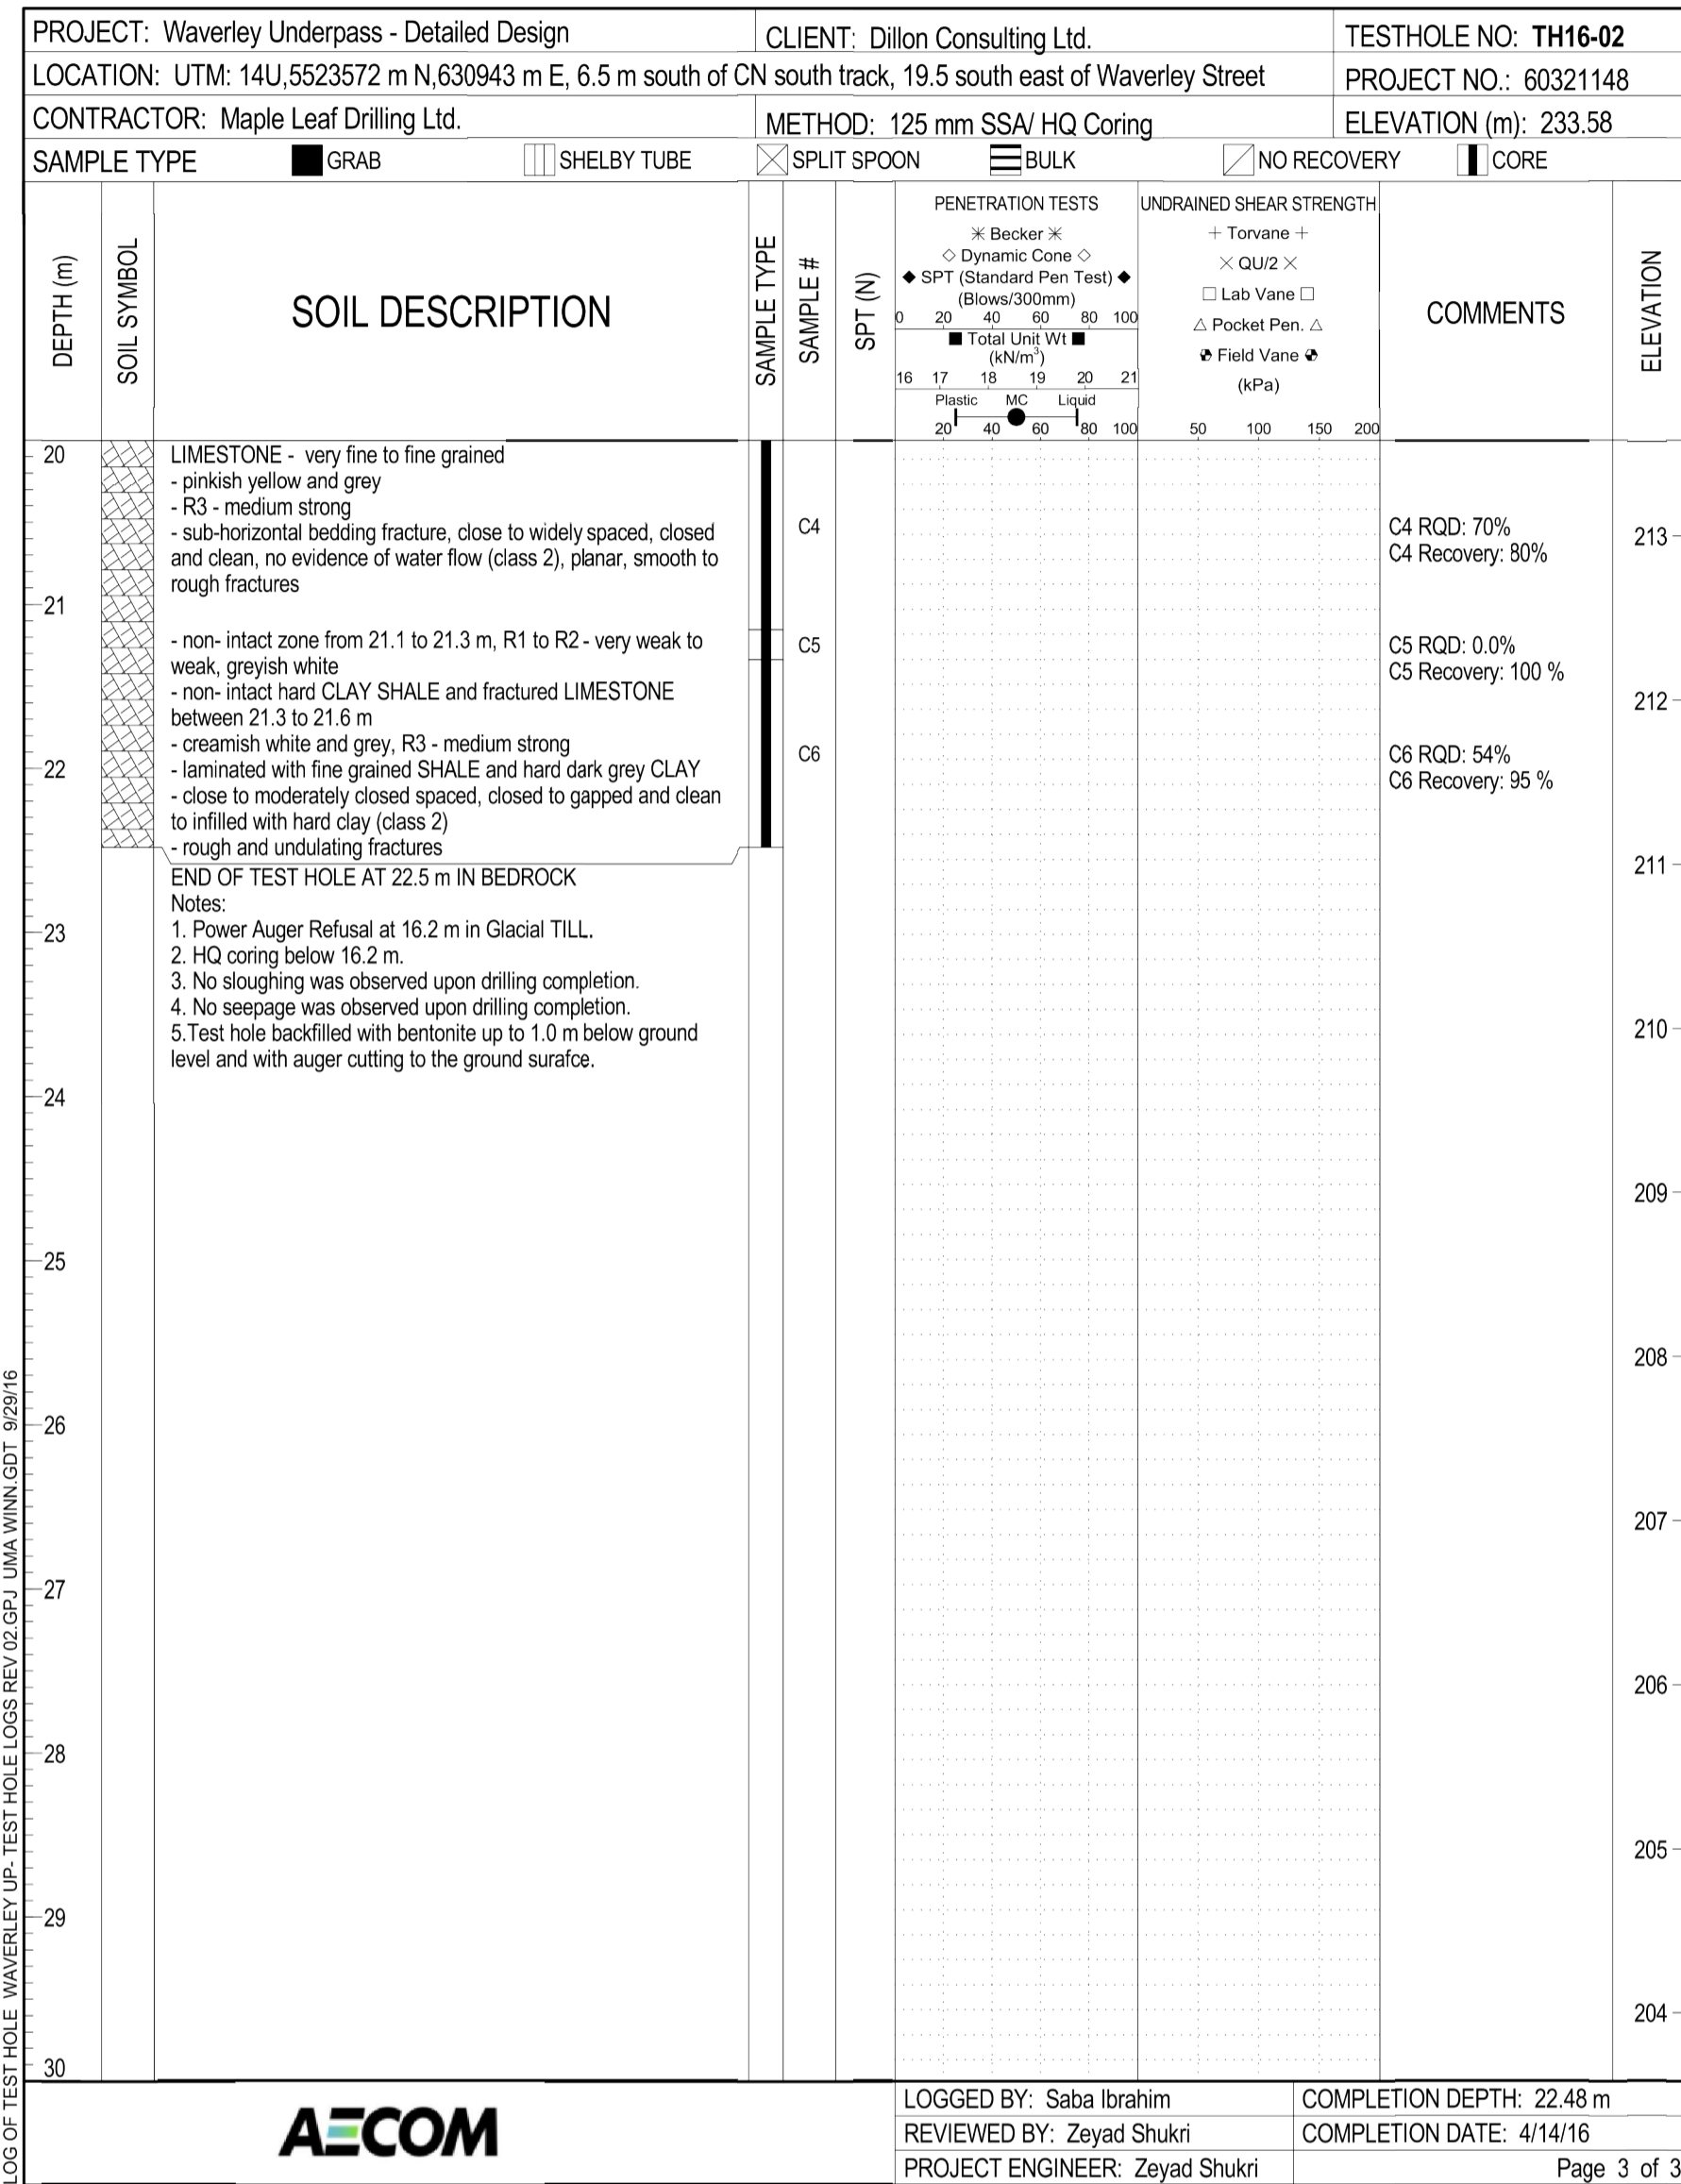 PROJECT: Waverley Underpass - Detailed Design
CLIENT: Dillon Consulting Ltd.
TESTHOLE NO: TH16-02
LOCATION: UTM: 14U,5523572 m N,630943 m E, 6.5 m south of CN south track, 19.5 south east of Waverley Street
PROJECT NO.: 60321148
CONTRACTOR: Maple Leaf Drilling Ltd.
METHOD: 125 mm SSA/ HQ Coring
ELEVATION (m): 233.58
SAMPLE TYPE GRAB SHELBY TUBE SPLIT SPOON BULK NO RECOVERY CORE
DEPTH (m)
SOIL SYMBOL
SOIL DESCRIPTION
SAMPLE TYPE
SAMPLE #
SPT (N)
PENETRATION TESTS
✳ Becker ✳
◇ Dynamic Cone ◇
◆ SPT (Standard Pen Test) ◆
(Blows/300mm)
0 20 40 60 80 100
■ Total Unit Wt ■
(kN/m³)
16 17 18 19 20 21
Plastic MC Liquid
20 40 60 80 100
UNDRAINED SHEAR STRENGTH
+ Torvane +
× QU/2 ×
□ Lab Vane □
△ Pocket Pen. △
Field Vane
(kPa)
50 100 150 200
COMMENTS
ELEVATION
20
21
22
23
24
25
26
27
28
29
30
LIMESTONE - very fine to fine grained
- pinkish yellow and grey
- R3 - medium strong
- sub-horizontal bedding fracture, close to widely spaced, closed
and clean, no evidence of water flow (class 2), planar, smooth to
rough fractures
- non- intact zone from 21.1 to 21.3 m, R1 to R2 - very weak to
weak, greyish white
- non- intact hard CLAY SHALE and fractured LIMESTONE
between 21.3 to 21.6 m
- creamish white and grey, R3 - medium strong
- laminated with fine grained SHALE and hard dark grey CLAY
- close to moderately closed spaced, closed to gapped and clean
to infilled with hard clay (class 2)
- rough and undulating fractures
END OF TEST HOLE AT 22.5 m IN BEDROCK
Notes:
1. Power Auger Refusal at 16.2 m in Glacial TILL.
2. HQ coring below 16.2 m.
3. No sloughing was observed upon drilling completion.
4. No seepage was observed upon drilling completion.
5.Test hole backfilled with bentonite up to 1.0 m below ground
level and with auger cutting to the ground surafce.
C4
C5
C6
C4 RQD: 70%
C4 Recovery: 80%
C5 RQD: 0.0%
C5 Recovery: 100 %
C6 RQD: 54%
C6 Recovery: 95 %
213
212
211
210
209
208
207
206
205
204
LOG OF TEST HOLE WAVERLEY UP- TEST HOLE LOGS REV 02.GPJ UMA WINN.GDT 9/29/16
AECOM
LOGGED BY: Saba Ibrahim
COMPLETION DEPTH: 22.48 m
REVIEWED BY: Zeyad Shukri
COMPLETION DATE: 4/14/16
PROJECT ENGINEER: Zeyad Shukri
Page 3 of 3